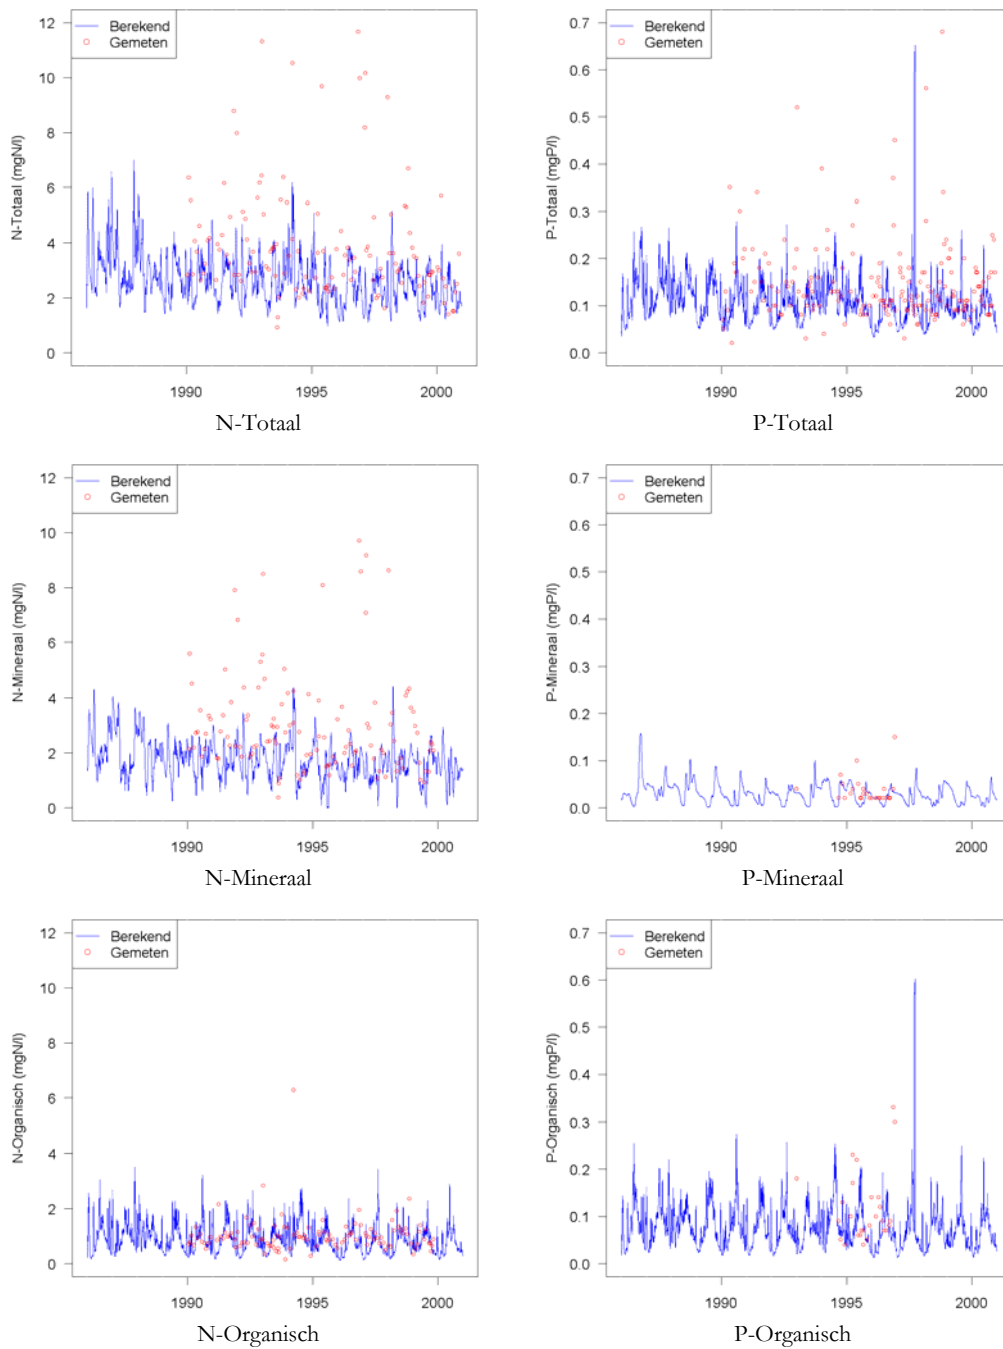 Berekend
Gemeten
N-Totaal (mgN/l)
12
10
8
6
4
2
0
1990 1995 2000
N-Totaal
Berekend
Gemeten
P-Totaal (mgP/l)
0.7
0.6
0.5
0.4
0.3
0.2
0.1
0.0
1990 1995 2000
P-Totaal
Berekend
Gemeten
N-Mineraal (mgN/l)
12
10
8
6
4
2
0
1990 1995 2000
N-Mineraal
Berekend
Gemeten
P-Mineraal (mgP/l)
0.7
0.6
0.5
0.4
0.3
0.2
0.1
0.0
1990 1995 2000
P-Mineraal
Berekend
Gemeten
N-Organisch (mgN/l)
12
10
8
6
4
2
0
1990 1995 2000
N-Organisch
Berekend
Gemeten
P-Organisch (mgP/l)
0.7
0.6
0.5
0.4
0.3
0.2
0.1
0.0
1990 1995 2000
P-Organisch